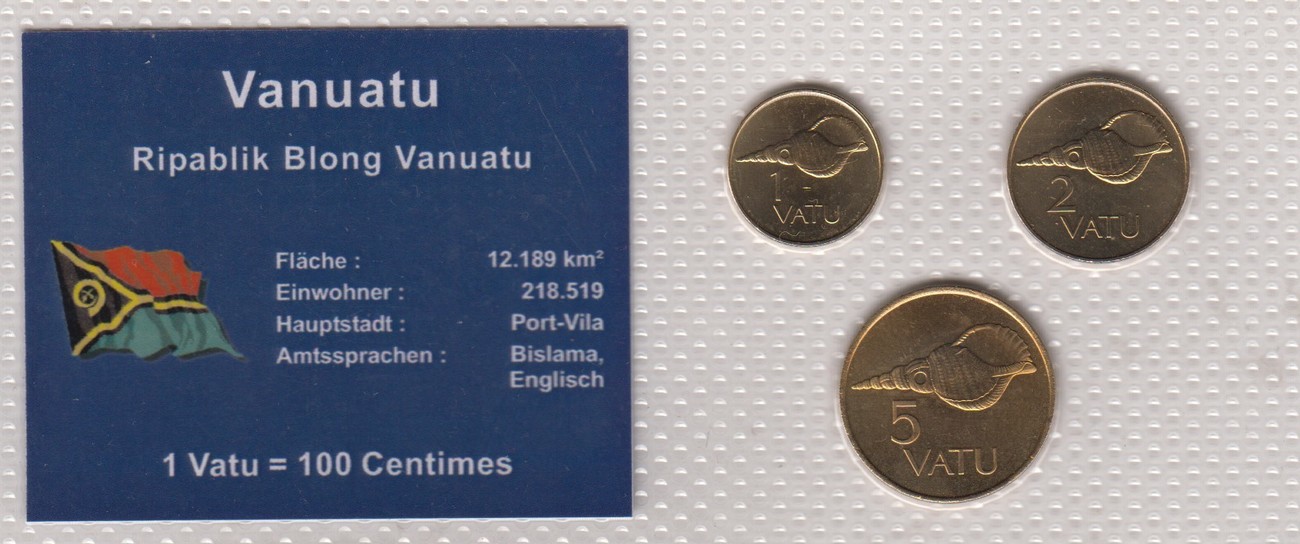 Vanuatu
Ripablik Blong Vanuatu
Fläche : 12.189 km²
Einwohner : 218.519
Hauptstadt : Port-Vila
Amtssprachen : Bislama,
Englisch
1 Vatu = 100 Centimes
1
VATU
2
VATU
5
VATU